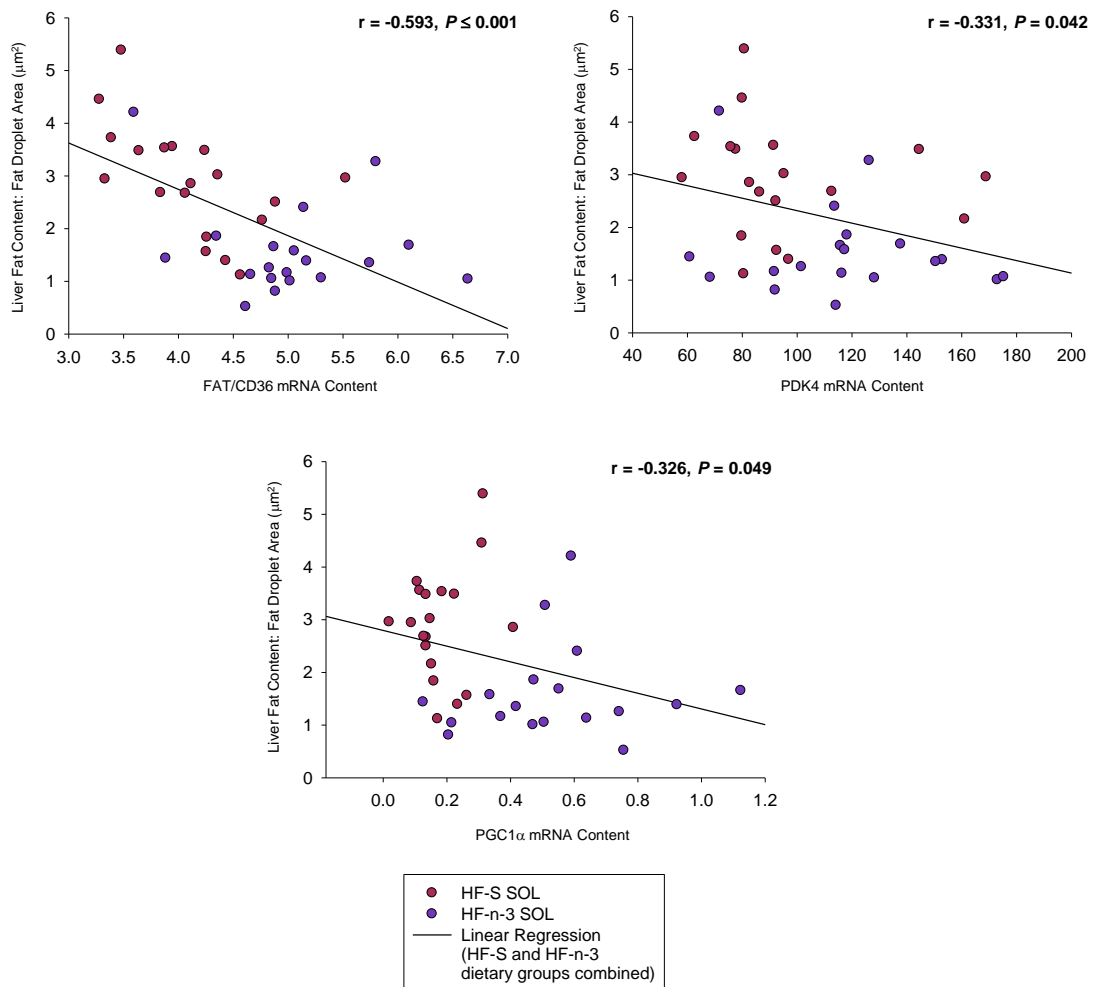 r = -0.593, P ≤ 0.001
Liver Fat Content: Fat Droplet Area (μm²)
6
5
4
3
2
1
0
3.0 3.5 4.0 4.5 5.0 5.5 6.0 6.5 7.0
FAT/CD36 mRNA Content
r = -0.331, P = 0.042
Liver Fat Content: Fat Droplet Area (μm²)
6
5
4
3
2
1
0
40 60 80 100 120 140 160 180 200
PDK4 mRNA Content
r = -0.326, P = 0.049
Liver Fat Content: Fat Droplet Area (μm²)
6
5
4
3
2
1
0
0.0 0.2 0.4 0.6 0.8 1.0 1.2
PGC1α mRNA Content
HF-S SOL
HF-n-3 SOL
Linear Regression
(HF-S and HF-n-3
dietary groups combined)